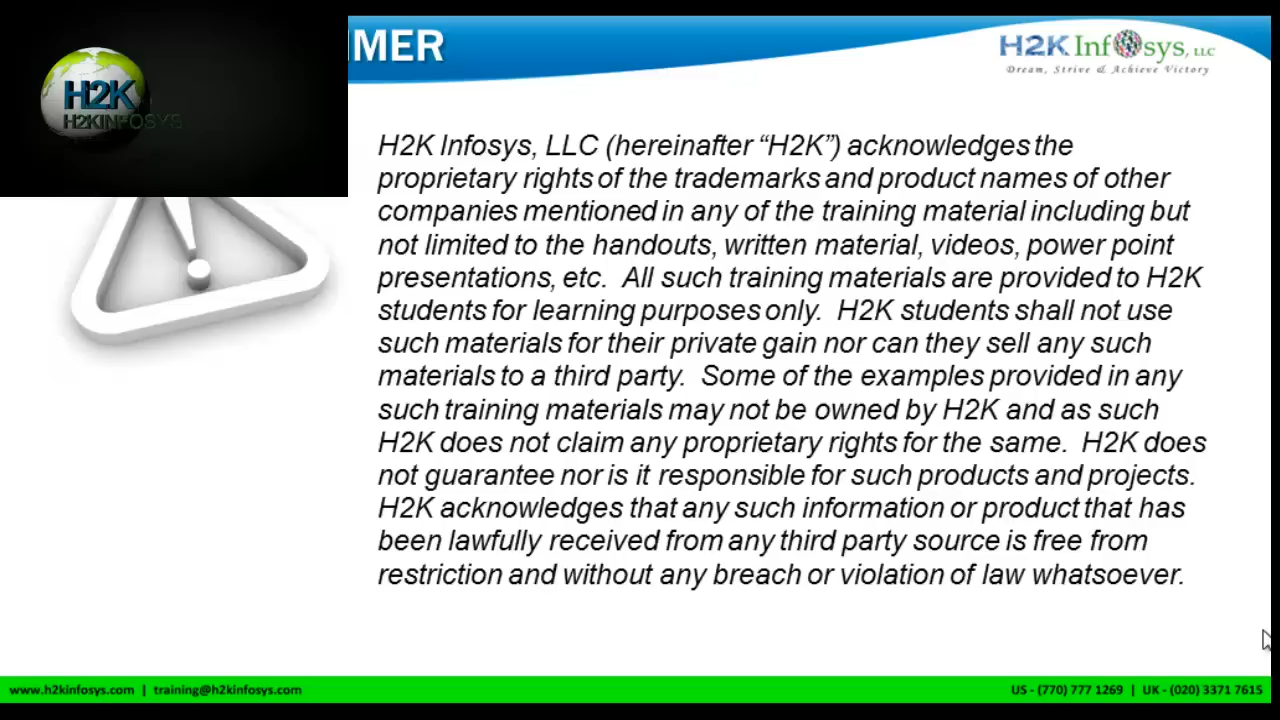 IMER
H2K Infosys, LLC
Dream, Strive & Achieve Victory
H2K
H2KINFOSYS
H2K Infosys, LLC (hereinafter “H2K”) acknowledges the
proprietary rights of the trademarks and product names of other
companies mentioned in any of the training material including but
not limited to the handouts, written material, videos, power point
presentations, etc. All such training materials are provided to H2K
students for learning purposes only. H2K students shall not use
such materials for their private gain nor can they sell any such
materials to a third party. Some of the examples provided in any
such training materials may not be owned by H2K and as such
H2K does not claim any proprietary rights for the same. H2K does
not guarantee nor is it responsible for such products and projects.
H2K acknowledges that any such information or product that has
been lawfully received from any third party source is free from
restriction and without any breach or violation of law whatsoever.
www.h2kinfosys.com | training@h2kinfosys.com
US - (770) 777 1269 | UK - (020) 3371 7615